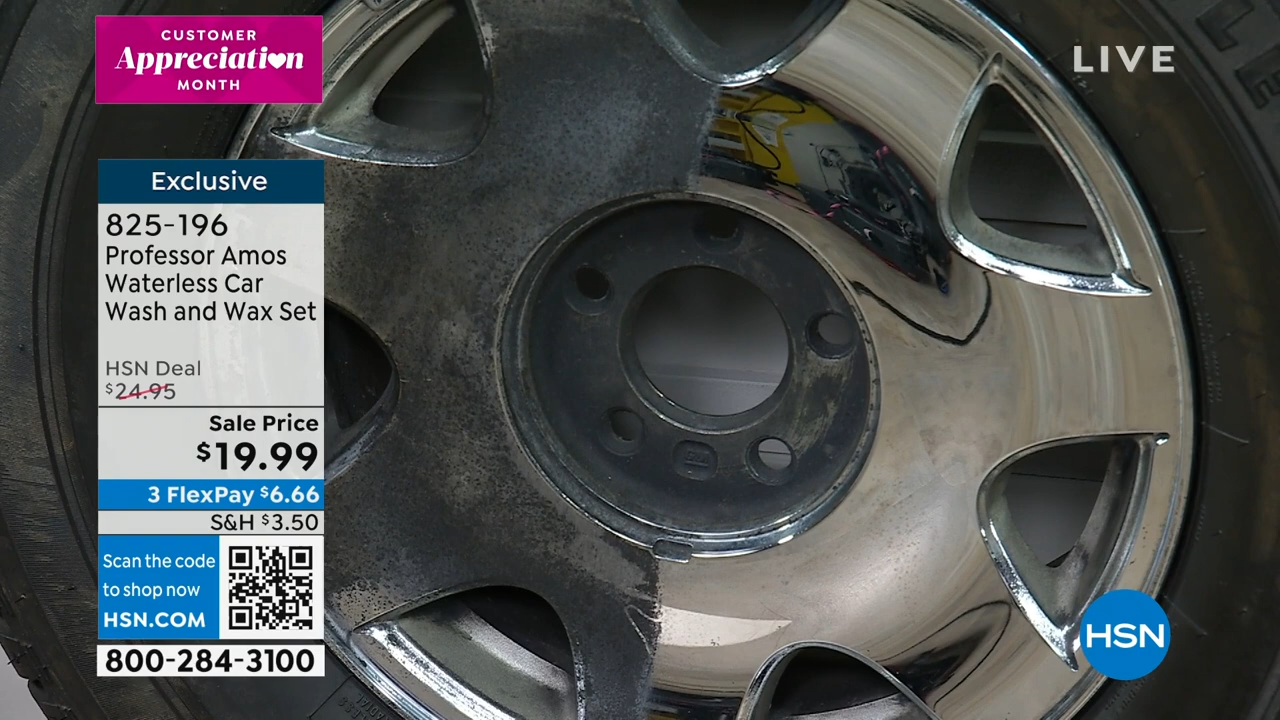 CUSTOMER
Appreciation
MONTH
LIVE
Exclusive
825-196
Professor Amos
Waterless Car
Wash and Wax Set
HSN Deal
$24.95
Sale Price
$19.99
3 FlexPay $6.66
S&H $3.50
Scan the code
to shop now
HSN.COM
800-284-3100
HSN